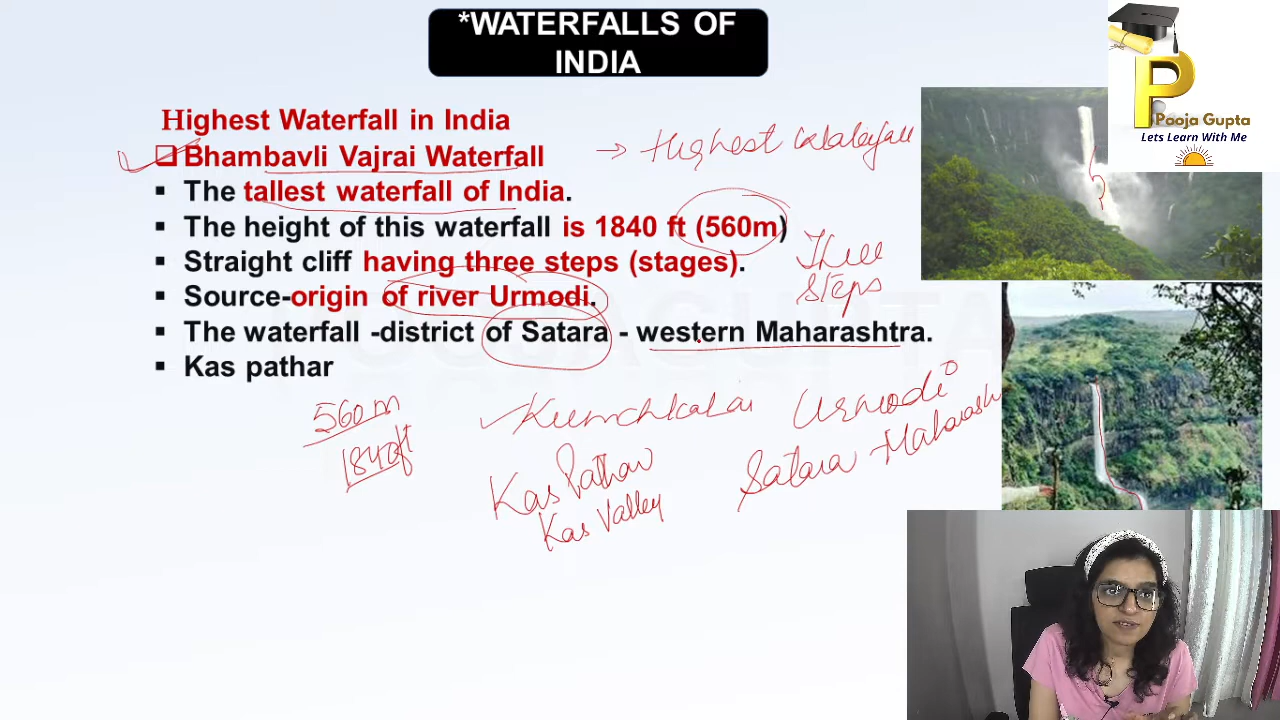 *WATERFALLS OF
INDIA
P
Pooja Gupta
Lets Learn With Me
Highest Waterfall in India
Bhambavli Vajrai Waterfall
→ Highest
The tallest waterfall of India.
The height of this waterfall is 1840 ft (560m)
Straight cliff having three steps (stages).
Three
steps
Source-origin of river Urmodi.
The waterfall -district of Satara - western Maharashtra.
Kas pathar
560m
1840ft
Urmodi
Kas Pathar
Kas Valley
Satara - Maharashtra